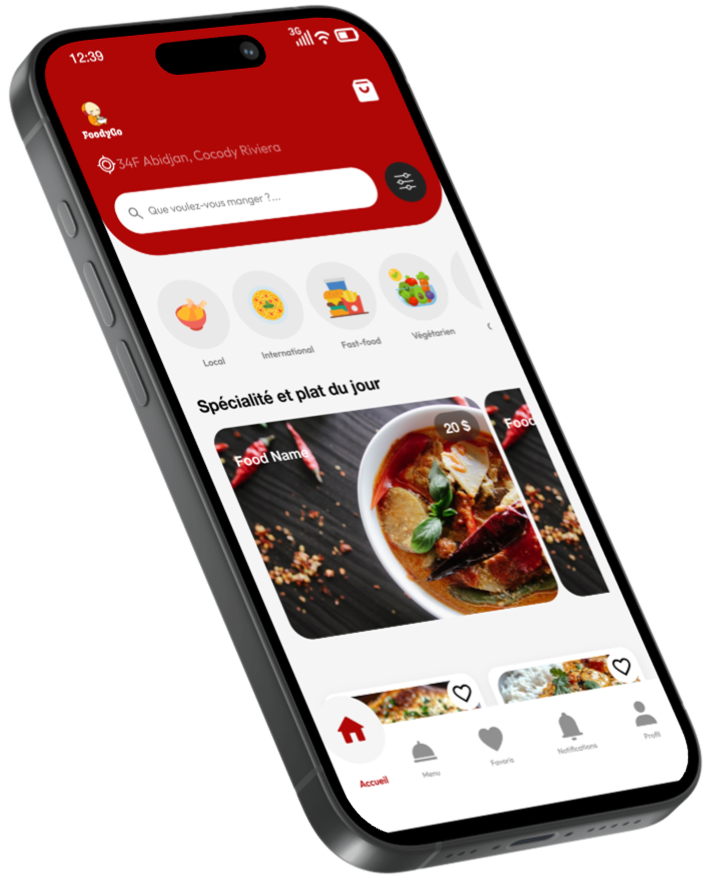 12:39
3G
FoodyGo
34F Abidjan, Cocody Riviera
Que voulez-vous manger ?...
Local
International
Fast-food
Végétarien
Spécialité et plat du jour
20 $
Food Name
Food
Accueil
Menu
Favoris
Notifications
Profil